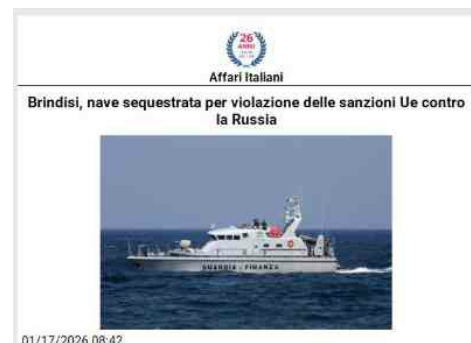 26
ANNI
Affari Italiani
Brindisi, nave sequestrata per violazione delle sanzioni Ue contro
la Russia
GUARDIA di FINANZA
01/17/2026 08:42